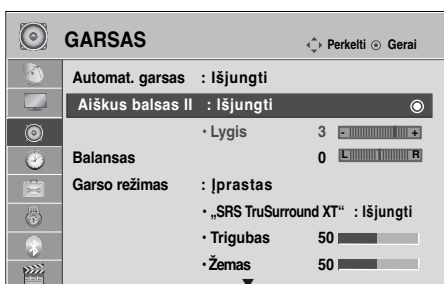 GARSAS
Perkelti Gerai
Automat. garsas : Išjungti
Aiškus balsas II : Išjungti
• Lygis 3 - +
Balansas 0 L R
Garso režimas : Įprastas
• „SRS TruSurround XT“ : Išjungti
• Trigubas 50
• Žemas 50